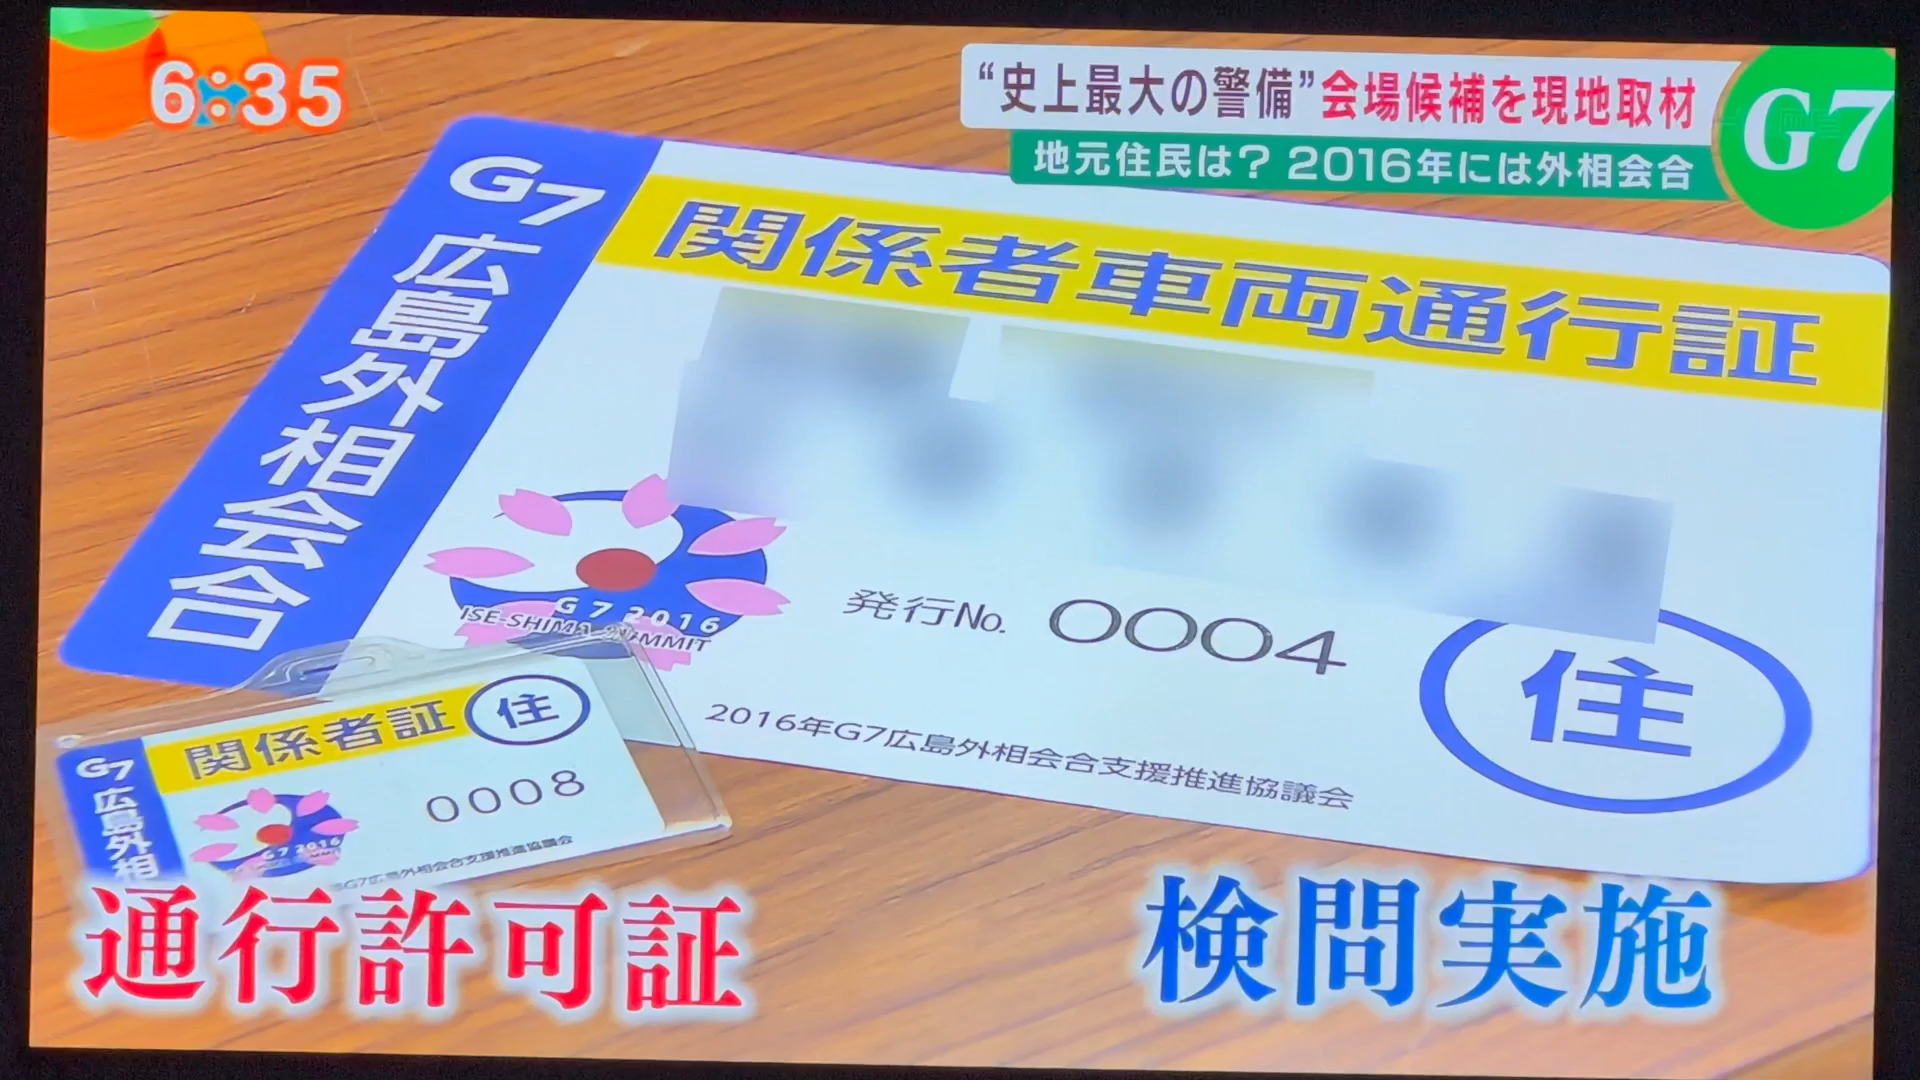 6:35
“史上最大の警備”会場候補を現地取材
地元住民は？2016年には外相会合
G7
G7広島外相会合
関係者車両通行証
G7 2016
ISE-SHIMA SUMMIT
発行No. 0004
住
2016年G7広島外相会合支援推進協議会
関係者証
住
G7広島外相
0008
G7 2016
年G7広島外相会合支援推進協議会
通行許可証
検問実施